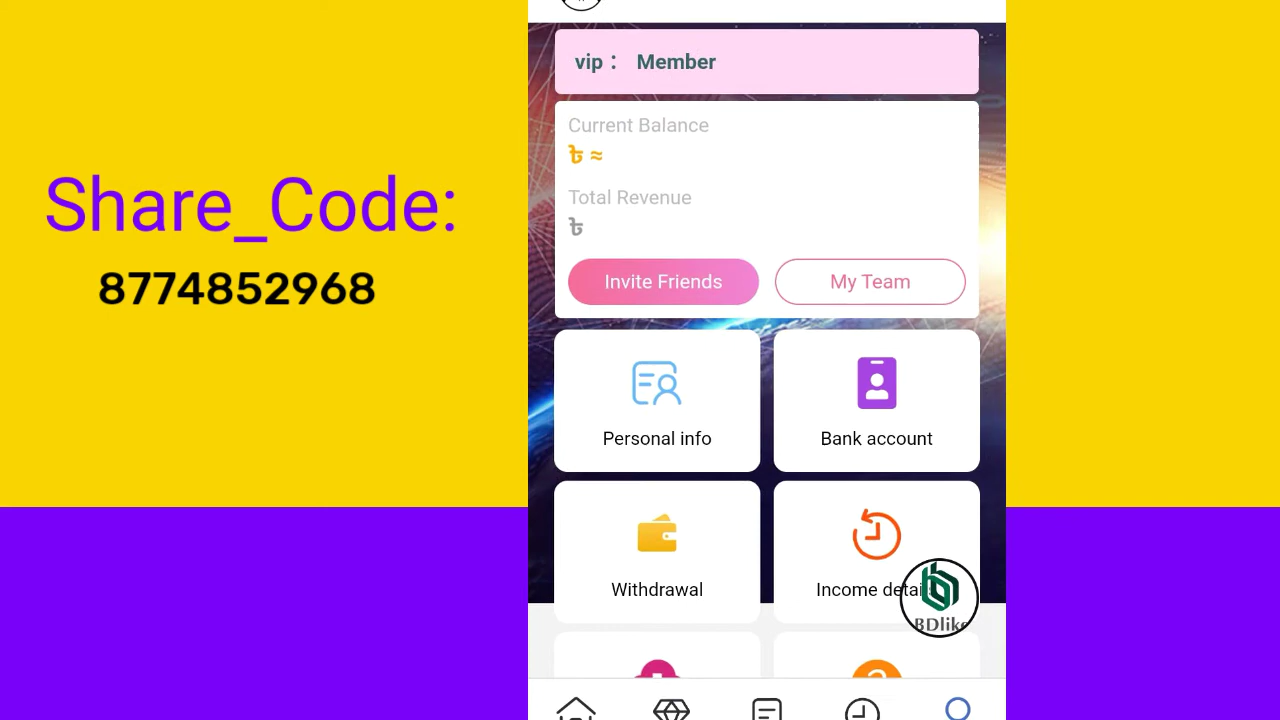 Share_Code:
8774852968
vip : Member
Current Balance
৳ ≈
Total Revenue
৳
Invite Friends
My Team
Personal info
Bank account
Withdrawal
Income detai
BDlike